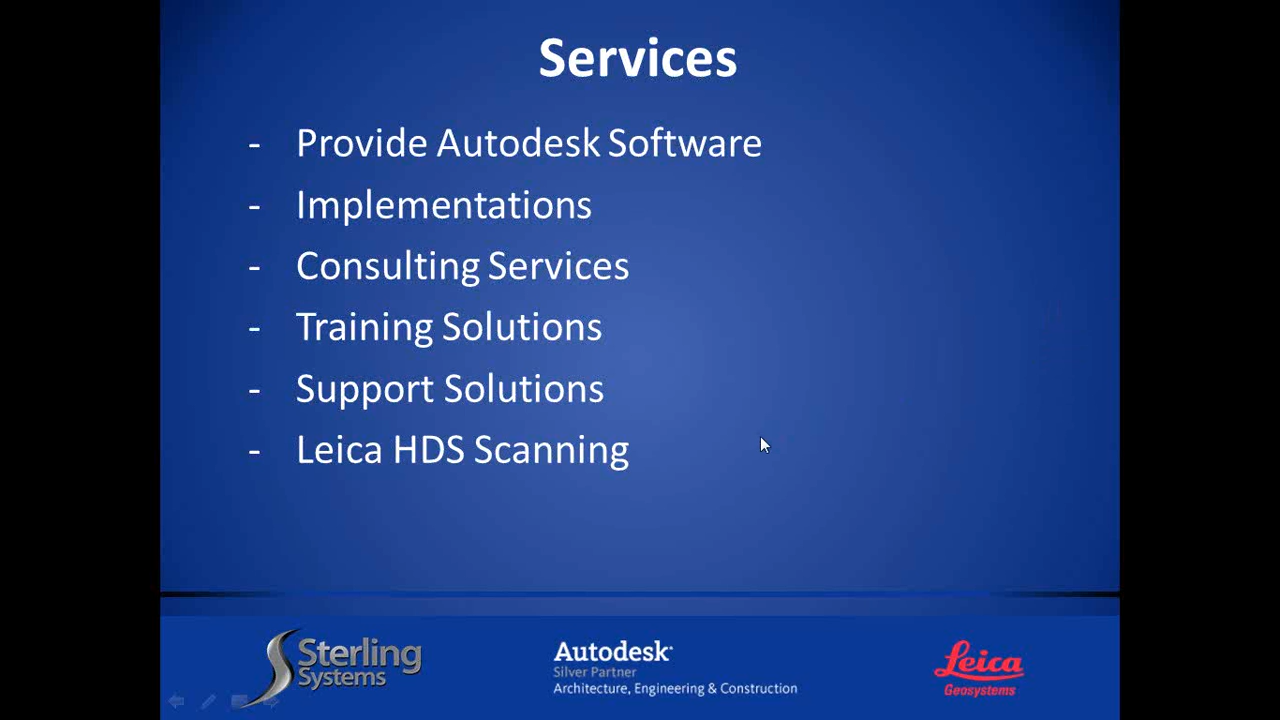 Services
- Provide Autodesk Software
- Implementations
- Consulting Services
- Training Solutions
- Support Solutions
- Leica HDS Scanning
Sterling
Systems
Autodesk®
Silver Partner
Architecture, Engineering & Construction
Leica
Geosystems